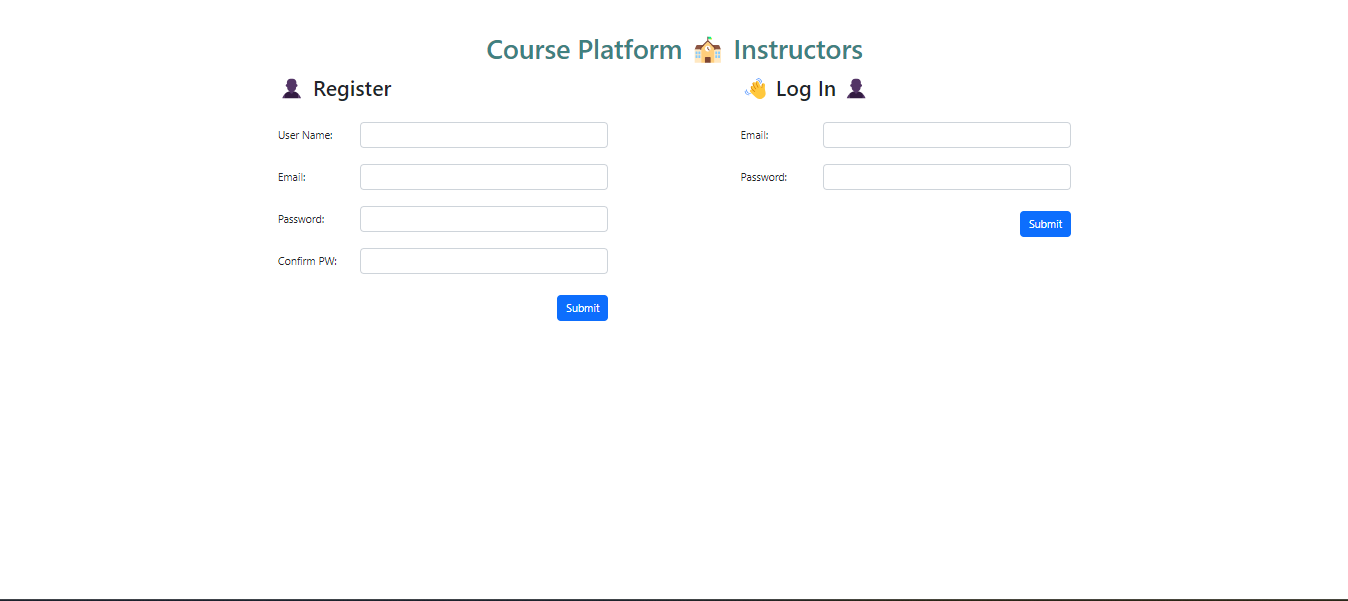 Course Platform 🏫 Instructors
👤 Register
User Name:
Email:
Password:
Confirm PW:
Submit
👋 Log In 👤
Email:
Password:
Submit